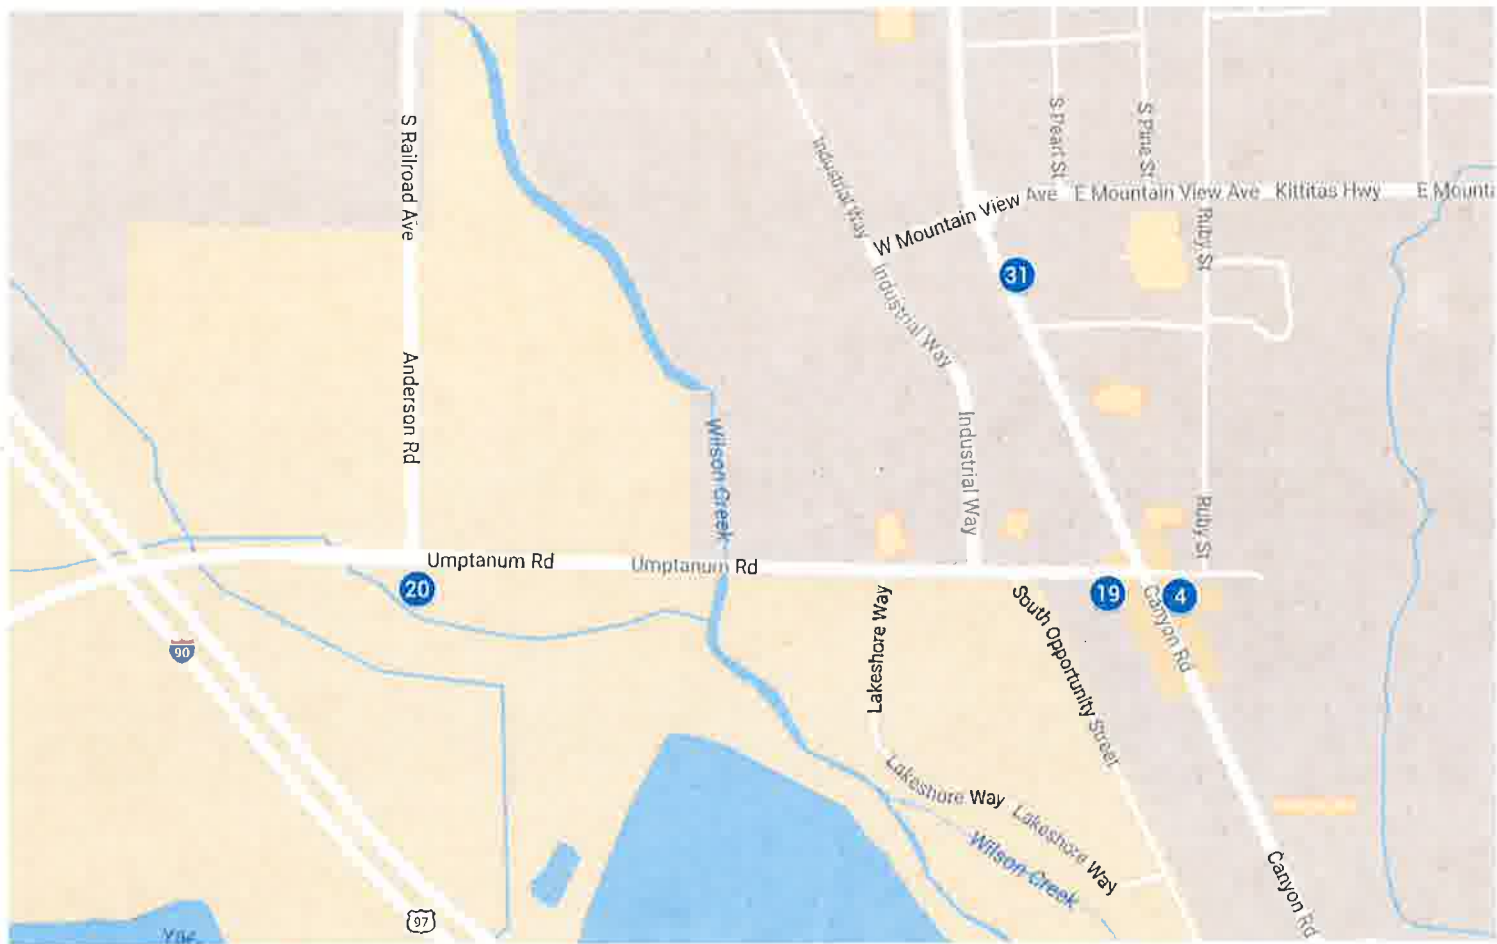 S Railroad Ave
Anderson Rd
Industrial Way
Industrial Way
Industrial Way
S Pearl St
S Pine St
W Mountain View Ave
E Mountain View Ave
Kittitas Hwy
E Mounta
Ruby St
31
Wilson Creek
Ruby St
Umptanum Rd
Umptanum Rd
20
19
4
Canyon Rd
Lakeshore Way
South Opportunity Street
90
Lakeshore Way
Lakeshore Way
Wilson Creek
Canyon Rd
97